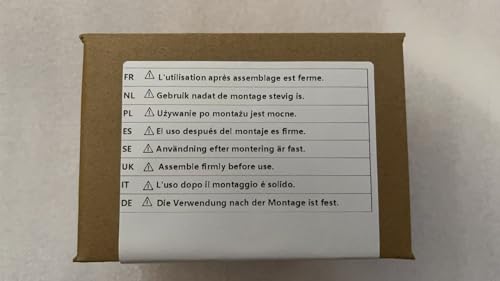 FR ⚠ L'utilisation après assemblage est ferme.
NL ⚠ Gebruik nadat de montage stevig is.
PL ⚠ Używanie po montażu jest mocne.
ES ⚠ El uso después del montaje es firme.
SE ⚠ Användning efter montering är fast.
UK ⚠ Assemble firmly before use.
IT ⚠ L'uso dopo il montaggio é solido.
DE ⚠ Die Verwendung nach der Montage ist fest.